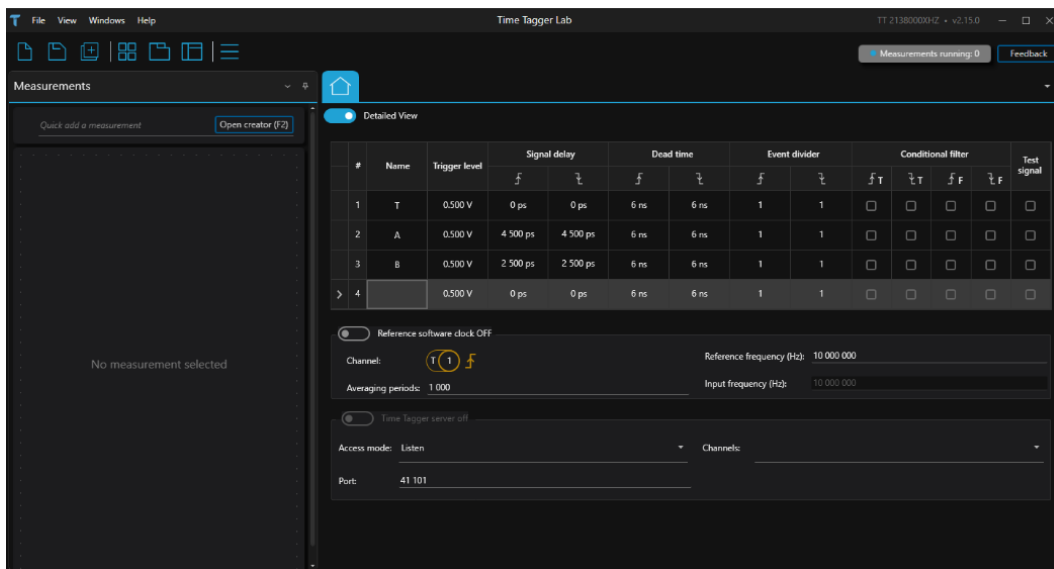 File View Windows Help Time Tagger Lab TT 2138000XHZ • v2.15.0
Measurements running: 0 Feedback
Measurements
Quick add a measurement Open creator (F2)
Detailed View
# Name Trigger level Signal delay Dead time Event divider Conditional filter Test signal
T T F F
1 T 0.500 V 0 ps 0 ps 6 ns 6 ns 1 1
2 A 0.500 V 4 500 ps 4 500 ps 6 ns 6 ns 1 1
3 B 0.500 V 2 500 ps 2 500 ps 6 ns 6 ns 1 1
4 0.500 V 0 ps 0 ps 6 ns 6 ns 1 1
Reference software clock OFF
Channel: T 1 Reference frequency (Hz): 10 000 000
Averaging periods: 1 000 Input frequency (Hz): 10 000 000
No measurement selected
Time Tagger server off
Access mode: Listen Channels:
Port: 41 101